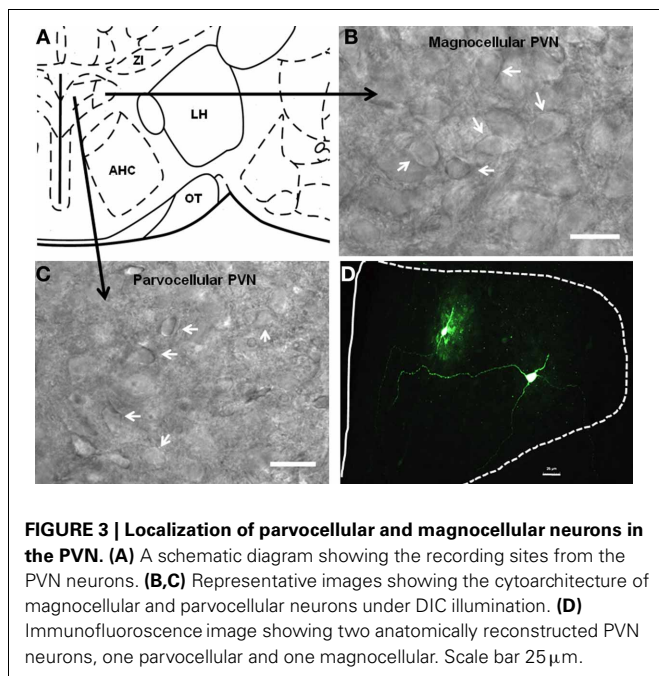 A
ZI
LH
AHC
OT
B
Magnocellular PVN
C
Parvocellular PVN
D
FIGURE 3 | Localization of parvocellular and magnocellular neurons in
the PVN. (A) A schematic diagram showing the recording sites from the
PVN neurons. (B,C) Representative images showing the cytoarchitecture of
magnocellular and parvocellular neurons under DIC illumination. (D)
Immunofluoroscence image showing two anatomically reconstructed PVN
neurons, one parvocellular and one magnocellular. Scale bar 25 μm.